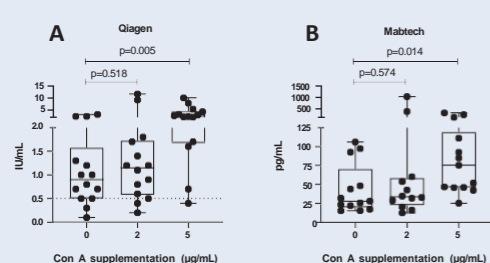 A
Qiagen
p=0.005
p=0.518
15
10
5
2.0
1.5
1.0
0.5
0.0
IU/mL
0 2 5
Con A supplementation (µg/mL)
B
Mabtech
p=0.014
p=0.574
1500
1000
500
125
100
75
50
25
0
pg/mL
0 2 5
Con A supplementation (µg/mL)